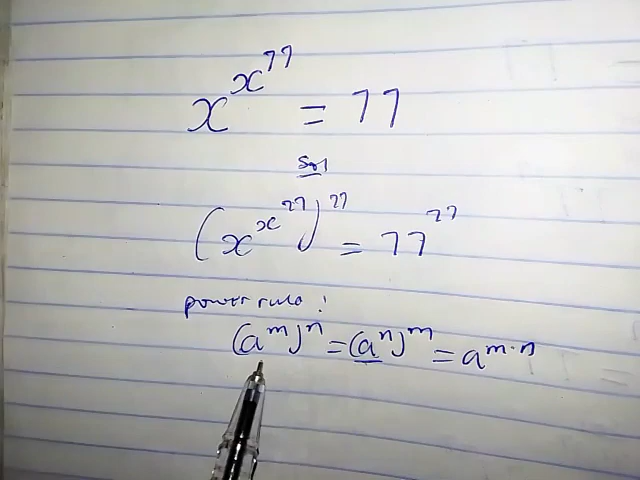 x^x^77 = 77
Sol
(x^x^77)^77 = 77^77
power rule :
(a^m)^n = (a^n)^m = a^m·n